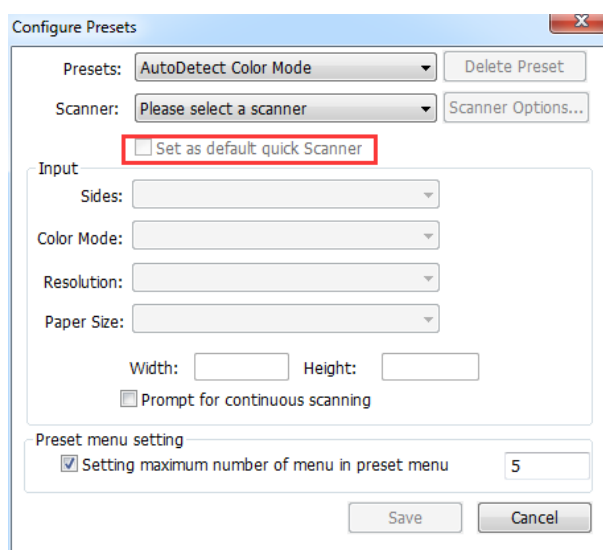 Configure Presets
Presets: AutoDetect Color Mode Delete Preset
Scanner: Please select a scanner Scanner Options...
Set as default quick Scanner
Input
Sides:
Color Mode:
Resolution:
Paper Size:
Width: Height:
Prompt for continuous scanning
Preset menu setting
Setting maximum number of menu in preset menu 5
Save Cancel